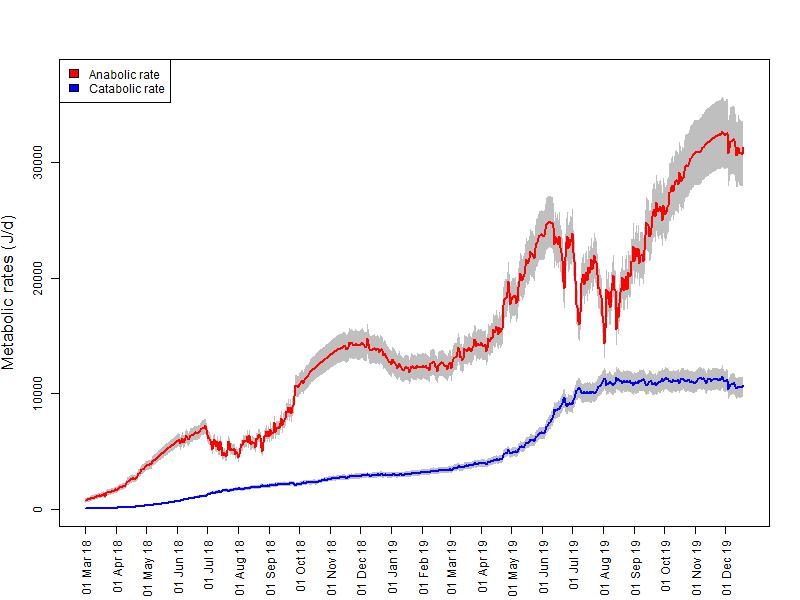 Anabolic rate
Catabolic rate
Metabolic rates (J/d)
30000
20000
10000
0
01 Mar 18
01 Apr 18
01 May 18
01 Jun 18
01 Jul 18
01 Aug 18
01 Sep 18
01 Oct 18
01 Nov 18
01 Dec 18
01 Jan 19
01 Feb 19
01 Mar 19
01 Apr 19
01 May 19
01 Jun 19
01 Jul 19
01 Aug 19
01 Sep 19
01 Oct 19
01 Nov 19
01 Dec 19